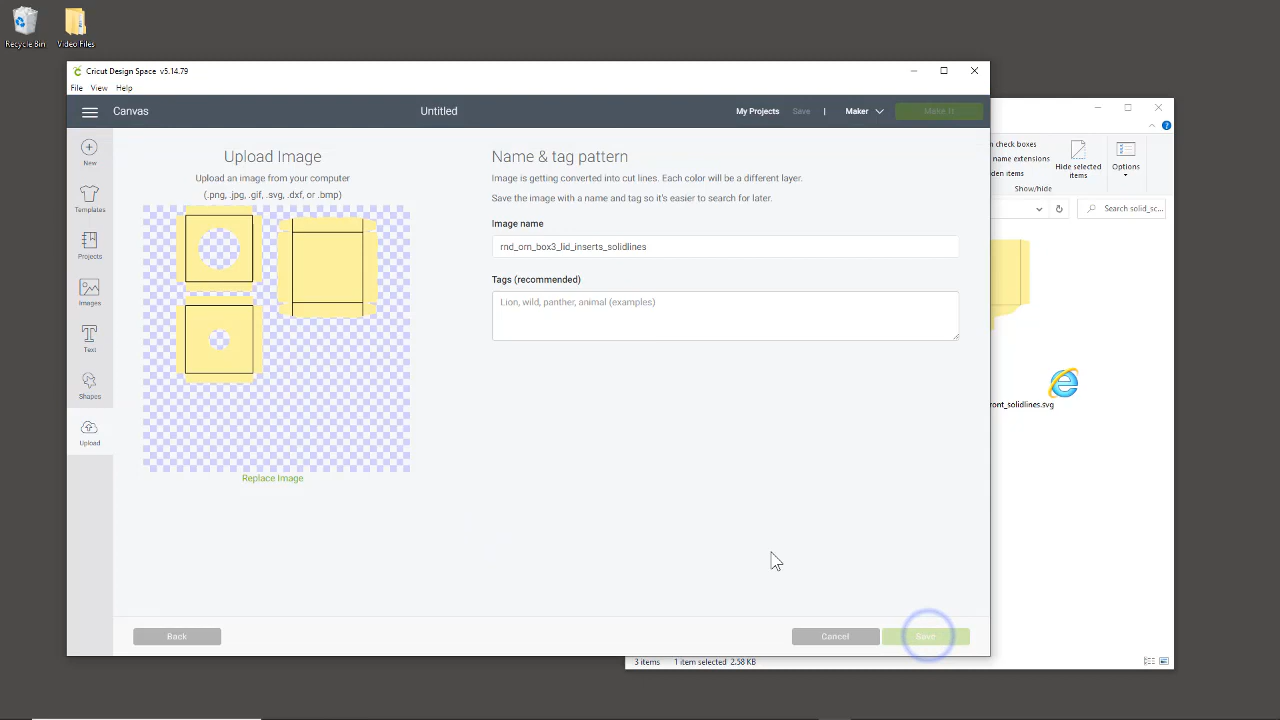 Recycle Bin
Video Files
Cricut Design Space v5.14.79
File View Help
Canvas
Untitled
My Projects Save | Maker Make It
New
Templates
Projects
Images
Text
Shapes
Upload
Upload Image
Upload an image from your computer
(.png, .jpg, .gif, .svg, .dxf, or .bmp)
Replace Image
Name & tag pattern
Image is getting converted into cut lines. Each color will be a different layer.
Save the image with a name and tag so it's easier to search for later.
Image name
rnd_orn_box3_lid_inserts_solidlines
Tags (recommended)
Lion, wild, panther, animal (examples)
Back
Cancel
Save
n check boxes
name extensions
den items
Hide selected
items
Options
Show/hide
Search solid_sc...
ront_solidlines.svg
3 items 1 item selected 2.58 KB